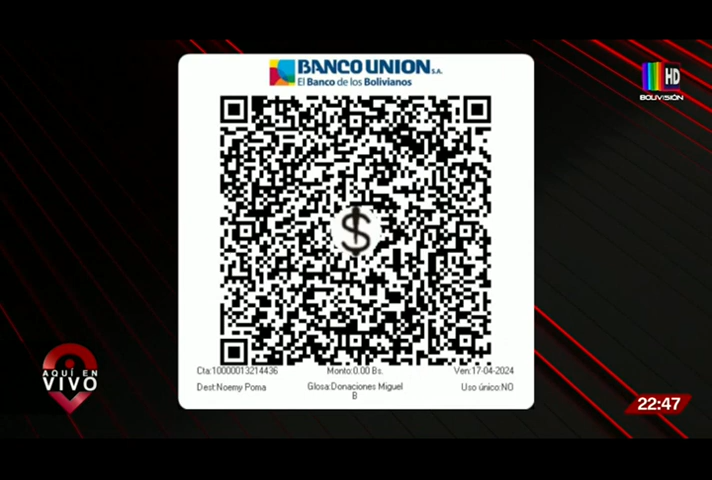 BANCO UNION S.A.
El Banco de los Bolivianos
HD
BOLIVISIÓN
$
Cta:10000013214436
Monto:0.00 Bs.
Ven:17-04-2024
Dest:Noemy Poma
Glosa:Donaciones Miguel
B
Uso único:NO
AQUÍ EN
VIVO
22:47